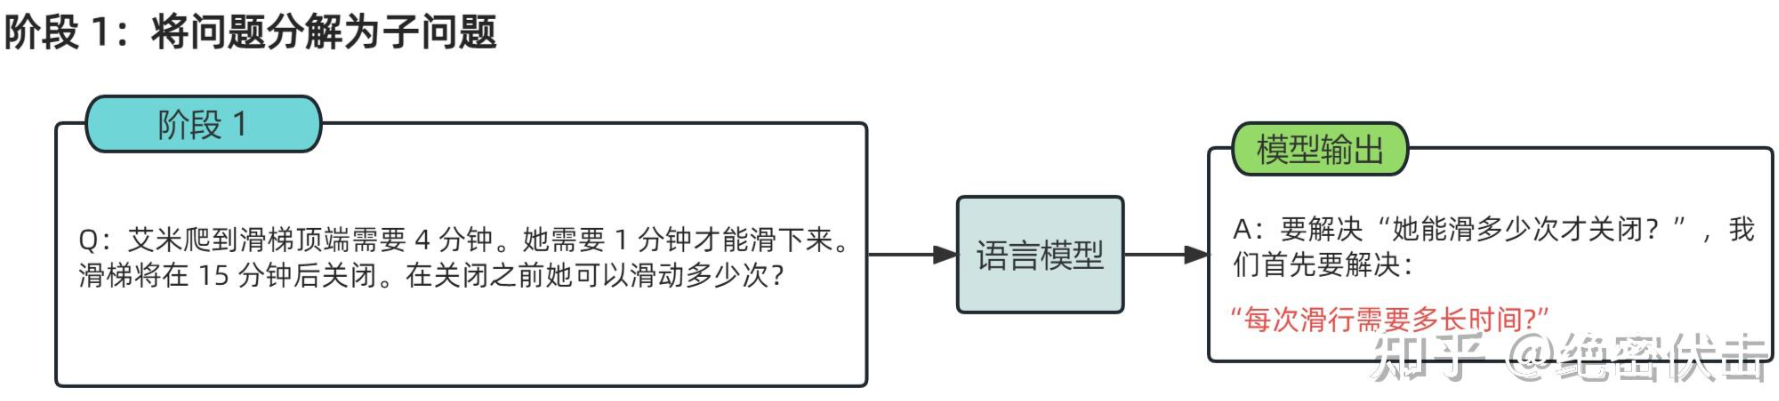 阶段 1：将问题分解为子问题
阶段 1
Q：艾米爬到滑梯顶端需要 4 分钟。她需要 1 分钟才能滑下来。
滑梯将在 15 分钟后关闭。在关闭之前她可以滑动多少次？
语言模型
模型输出
A：要解决“她能滑多少次才关闭？”，我
们首先要解决：
“每次滑行需要多长时间?”
知乎 @绝密伏击